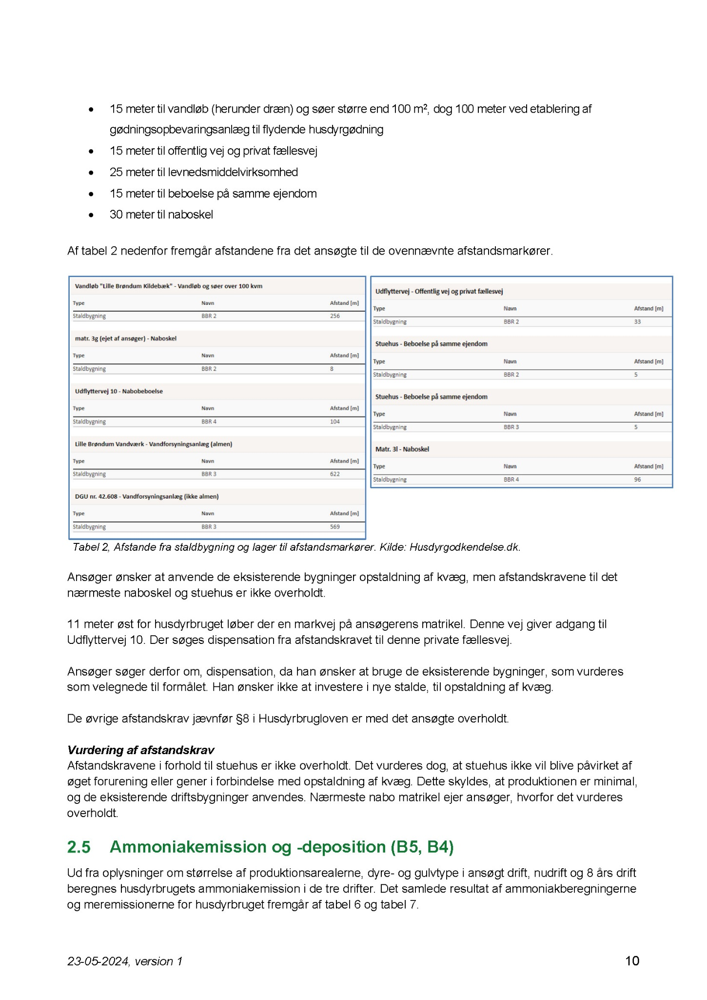 • 15 meter til vandløb (herunder dræn) og søer større end 100 m², dog 100 meter ved etablering af
gødningsopbevaringsanlæg til flydende husdyrgødning
• 15 meter til offentlig vej og privat fællesvej
• 25 meter til levnedsmiddelvirksomhed
• 15 meter til beboelse på samme ejendom
• 30 meter til naboskel
Af tabel 2 nedenfor fremgår afstandene fra det ansøgte til de ovennævnte afstandsmarkører.
Vandløb "Lille Brøndum Kildebæk" - Vandløb og søer over 100 kvm
Type Navn Afstand [m]
Staldbygning BBR 2 256
matr. 3g (ejet af ansøger) - Naboskel
Type Navn Afstand [m]
Staldbygning BBR 2 8
Udflyttervej 10 - Nabobeboelse
Type Navn Afstand [m]
Staldbygning BBR 4 104
Lille Brøndum Vandværk - Vandforsyningsanlæg (almen)
Type Navn Afstand [m]
Staldbygning BBR 3 622
DGU nr. 42.608 - Vandforsyningsanlæg (ikke almen)
Type Navn Afstand [m]
Staldbygning BBR 3 569
Udflyttervej - Offentlig vej og privat fællesvej
Type Navn Afstand [m]
Staldbygning BBR 2 33
Stuehus - Beboelse på samme ejendom
Type Navn Afstand [m]
Staldbygning BBR 2 5
Stuehus - Beboelse på samme ejendom
Type Navn Afstand [m]
Staldbygning BBR 3 5
Matr. 3l - Naboskel
Type Navn Afstand [m]
Staldbygning BBR 4 96
Tabel 2, Afstande fra staldbygning og lager til afstandsmarkører. Kilde: Husdyrgodkendelse.dk.
Ansøger ønsker at anvende de eksisterende bygninger opstaldning af kvæg, men afstandskravene til det
nærmeste naboskel og stuehus er ikke overholdt.
11 meter øst for husdyrbruget løber der en markvej på ansøgerens matrikel. Denne vej giver adgang til
Udflyttervej 10. Der søges dispensation fra afstandskravet til denne private fællesvej.
Ansøger søger derfor om, dispensation, da han ønsker at bruge de eksisterende bygninger, som vurderes
som velegnede til formålet. Han ønsker ikke at investere i nye stalde, til opstaldning af kvæg.
De øvrige afstandskrav jævnfør §8 i Husdyrbrugloven er med det ansøgte overholdt.
Vurdering af afstandskrav
Afstandskravene i forhold til stuehus er ikke overholdt. Det vurderes dog, at stuehus ikke vil blive påvirket af
øget forurening eller gener i forbindelse med opstaldning af kvæg. Dette skyldes, at produktionen er minimal,
og de eksisterende driftsbygninger anvendes. Nærmeste nabo matrikel ejer ansøger, hvorfor det vurderes
overholdt.
2.5 Ammoniakemission og -deposition (B5, B4)
Ud fra oplysninger om størrelse af produktionsarealerne, dyre- og gulvtype i ansøgt drift, nudrift og 8 års drift
beregnes husdyrbrugets ammoniakemission i de tre drifter. Det samlede resultat af ammoniakberegningerne
og meremissionerne for husdyrbruget fremgår af tabel 6 og tabel 7.
23-05-2024, version 1 10